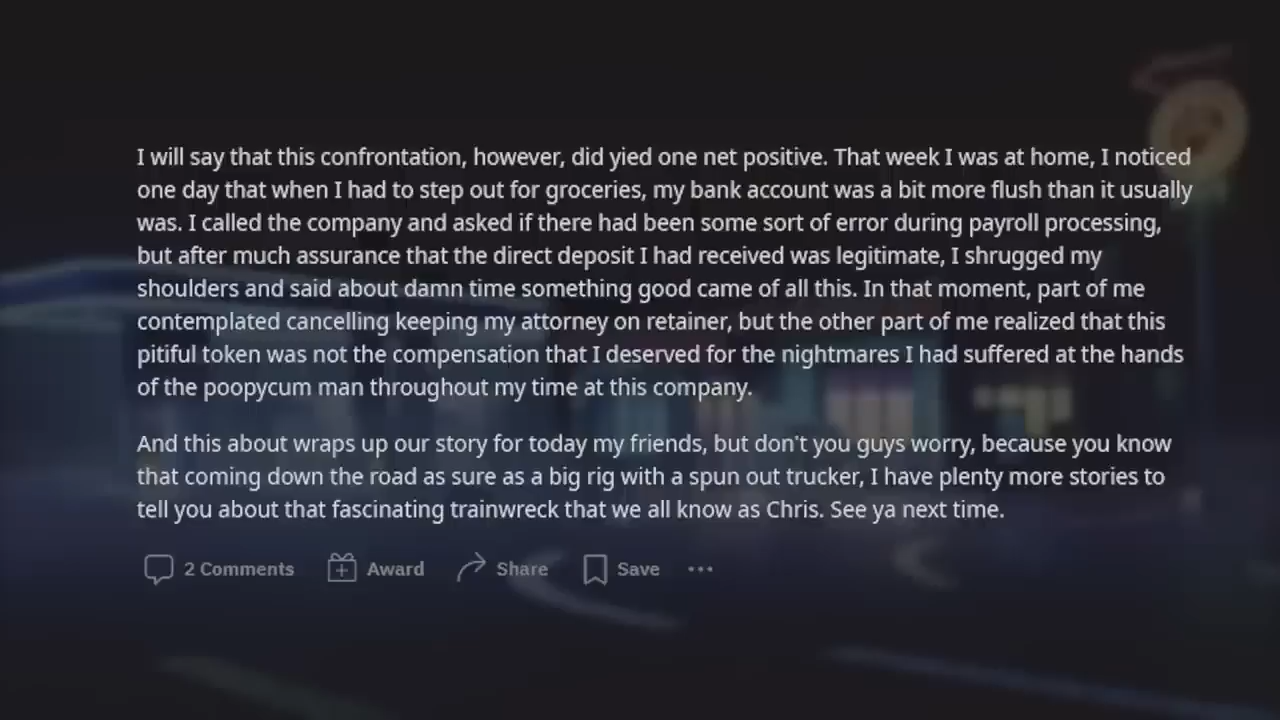 I will say that this confrontation, however, did yied one net positive. That week I was at home, I noticed
one day that when I had to step out for groceries, my bank account was a bit more flush than it usually
was. I called the company and asked if there had been some sort of error during payroll processing,
but after much assurance that the direct deposit I had received was legitimate, I shrugged my
shoulders and said about damn time something good came of all this. In that moment, part of me
contemplated cancelling keeping my attorney on retainer, but the other part of me realized that this
pitiful token was not the compensation that I deserved for the nightmares I had suffered at the hands
of the poopycum man throughout my time at this company.
And this about wraps up our story for today my friends, but don't you guys worry, because you know
that coming down the road as sure as a big rig with a spun out trucker, I have plenty more stories to
tell you about that fascinating trainwreck that we all know as Chris. See ya next time.
2 Comments Award Share Save